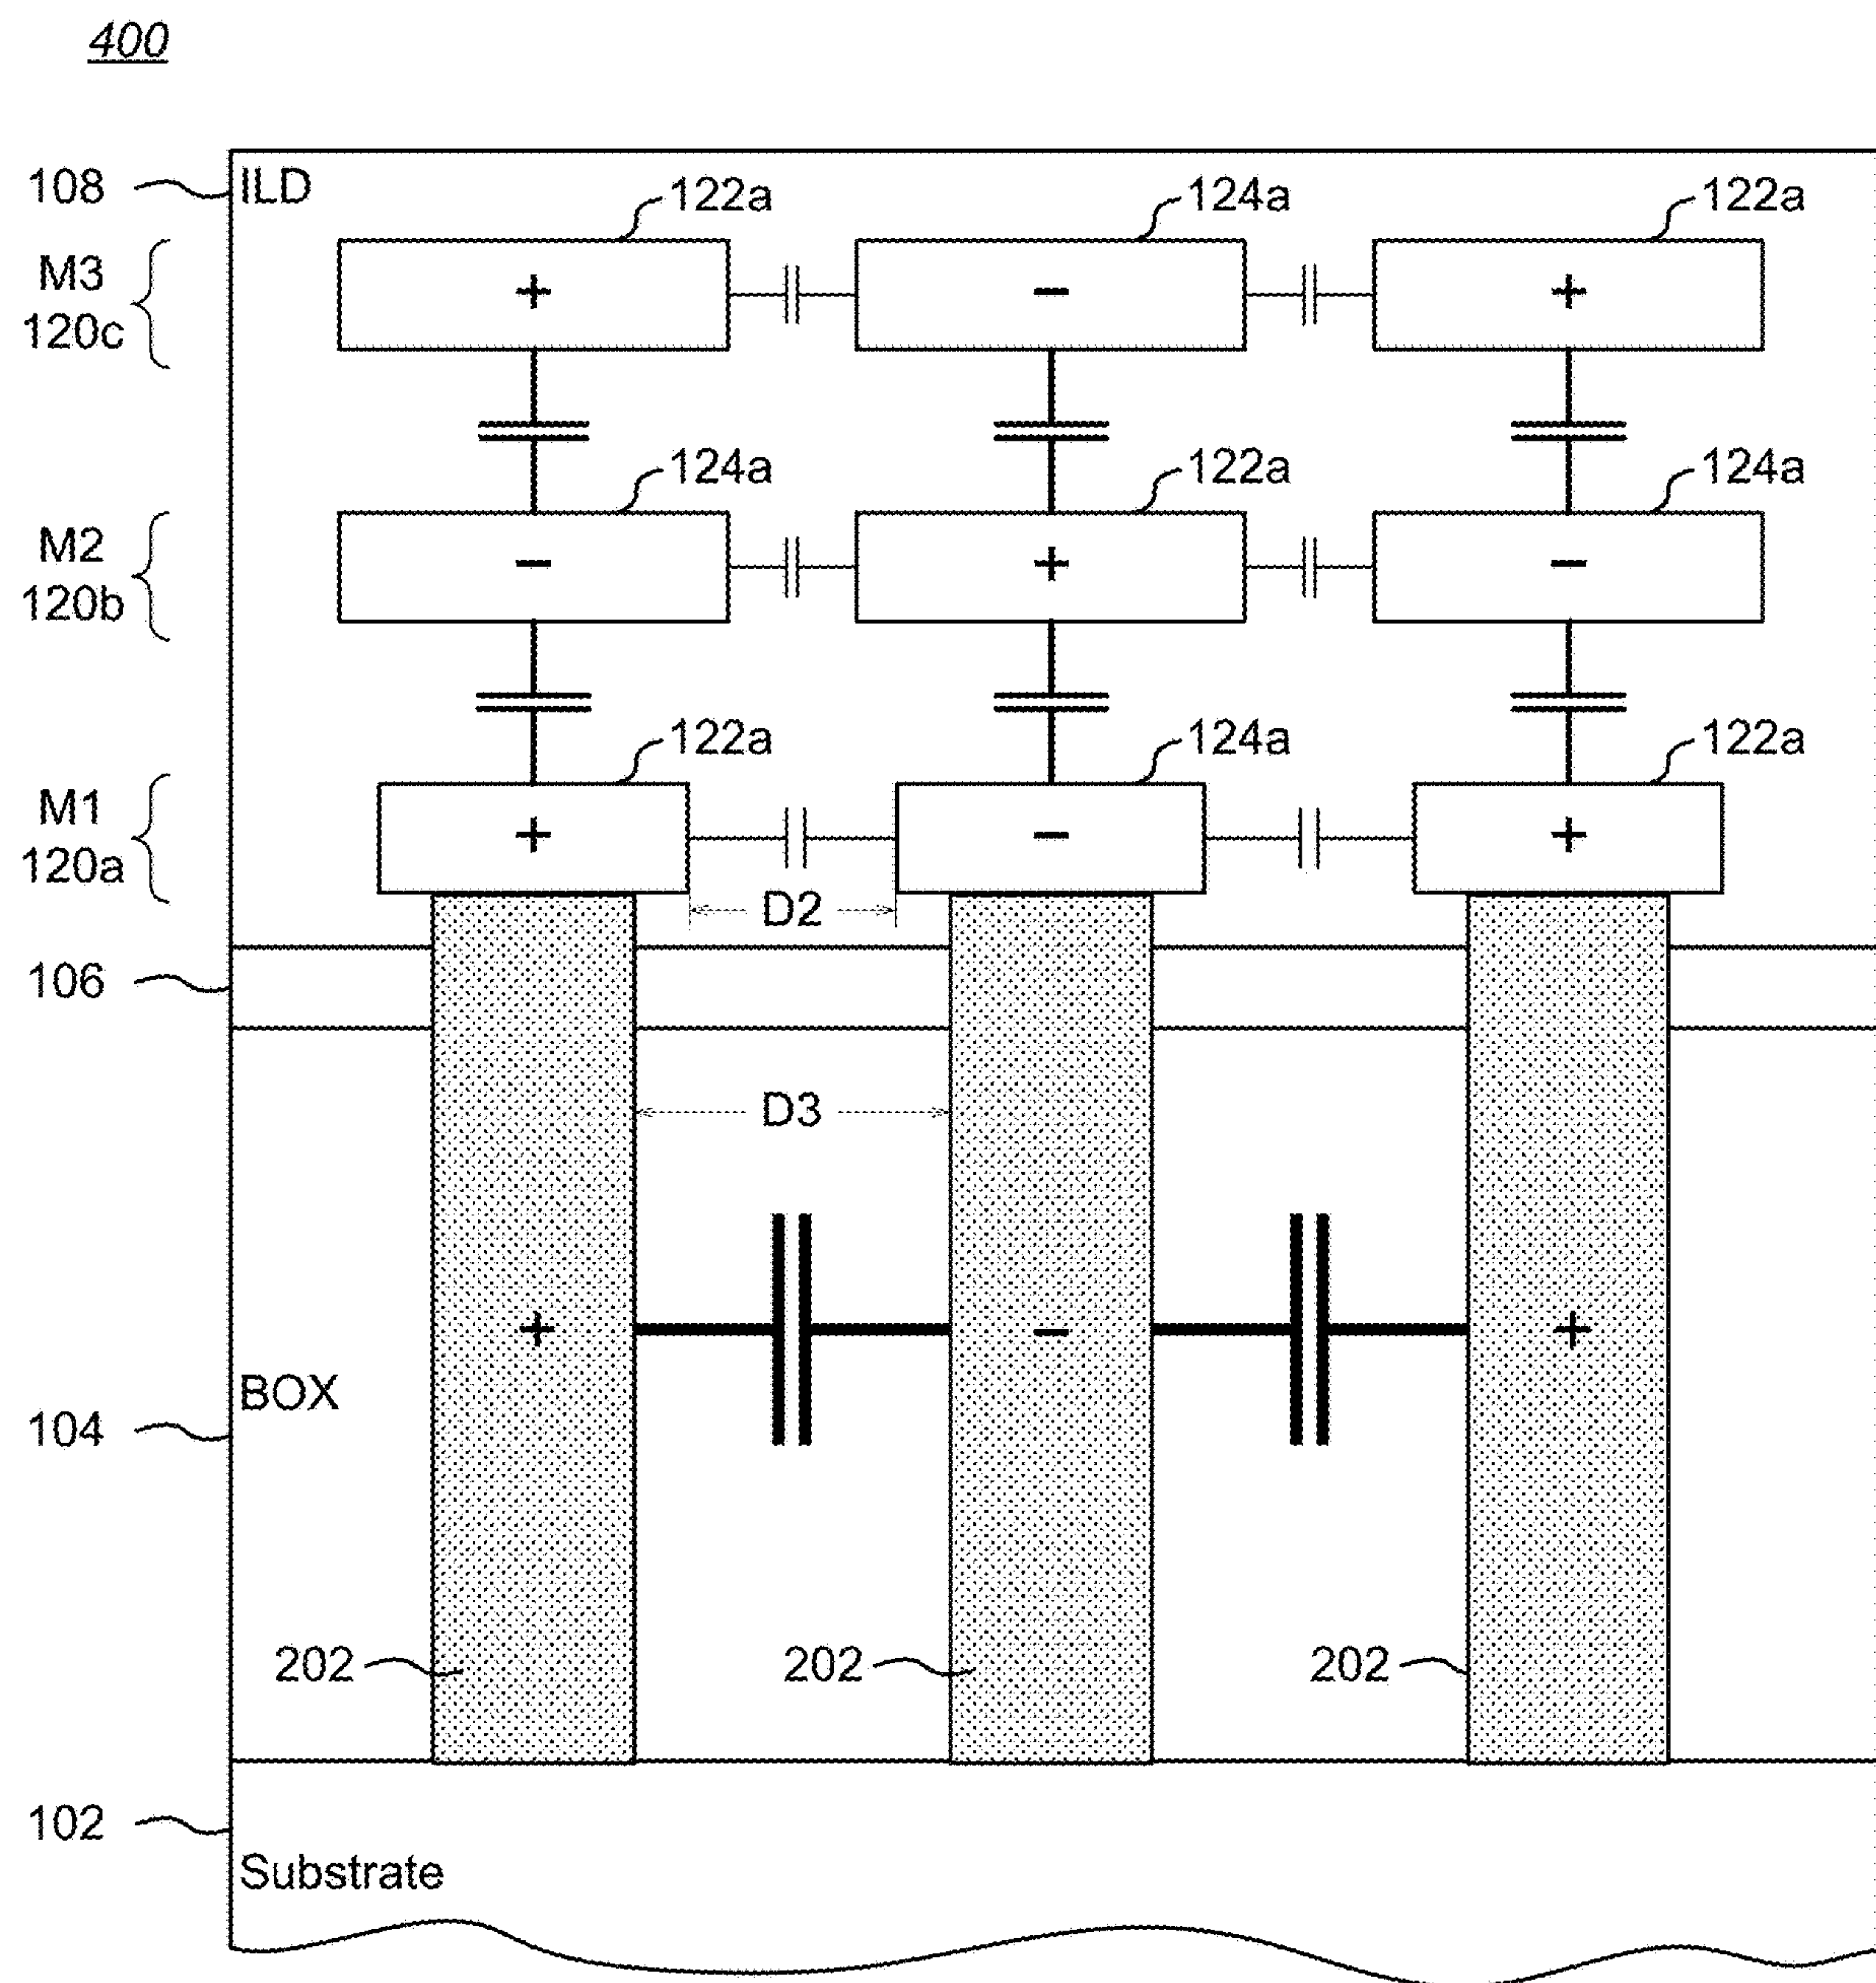 400
108 ILD
122a 124a 122a
M3
120c
+ − +
124a 122a 124a
M2
120b
− + −
122a 124a 122a
M1
120a
+ − +
D2
106
D3
+ − +
BOX
104
202 202 202
102
Substrate